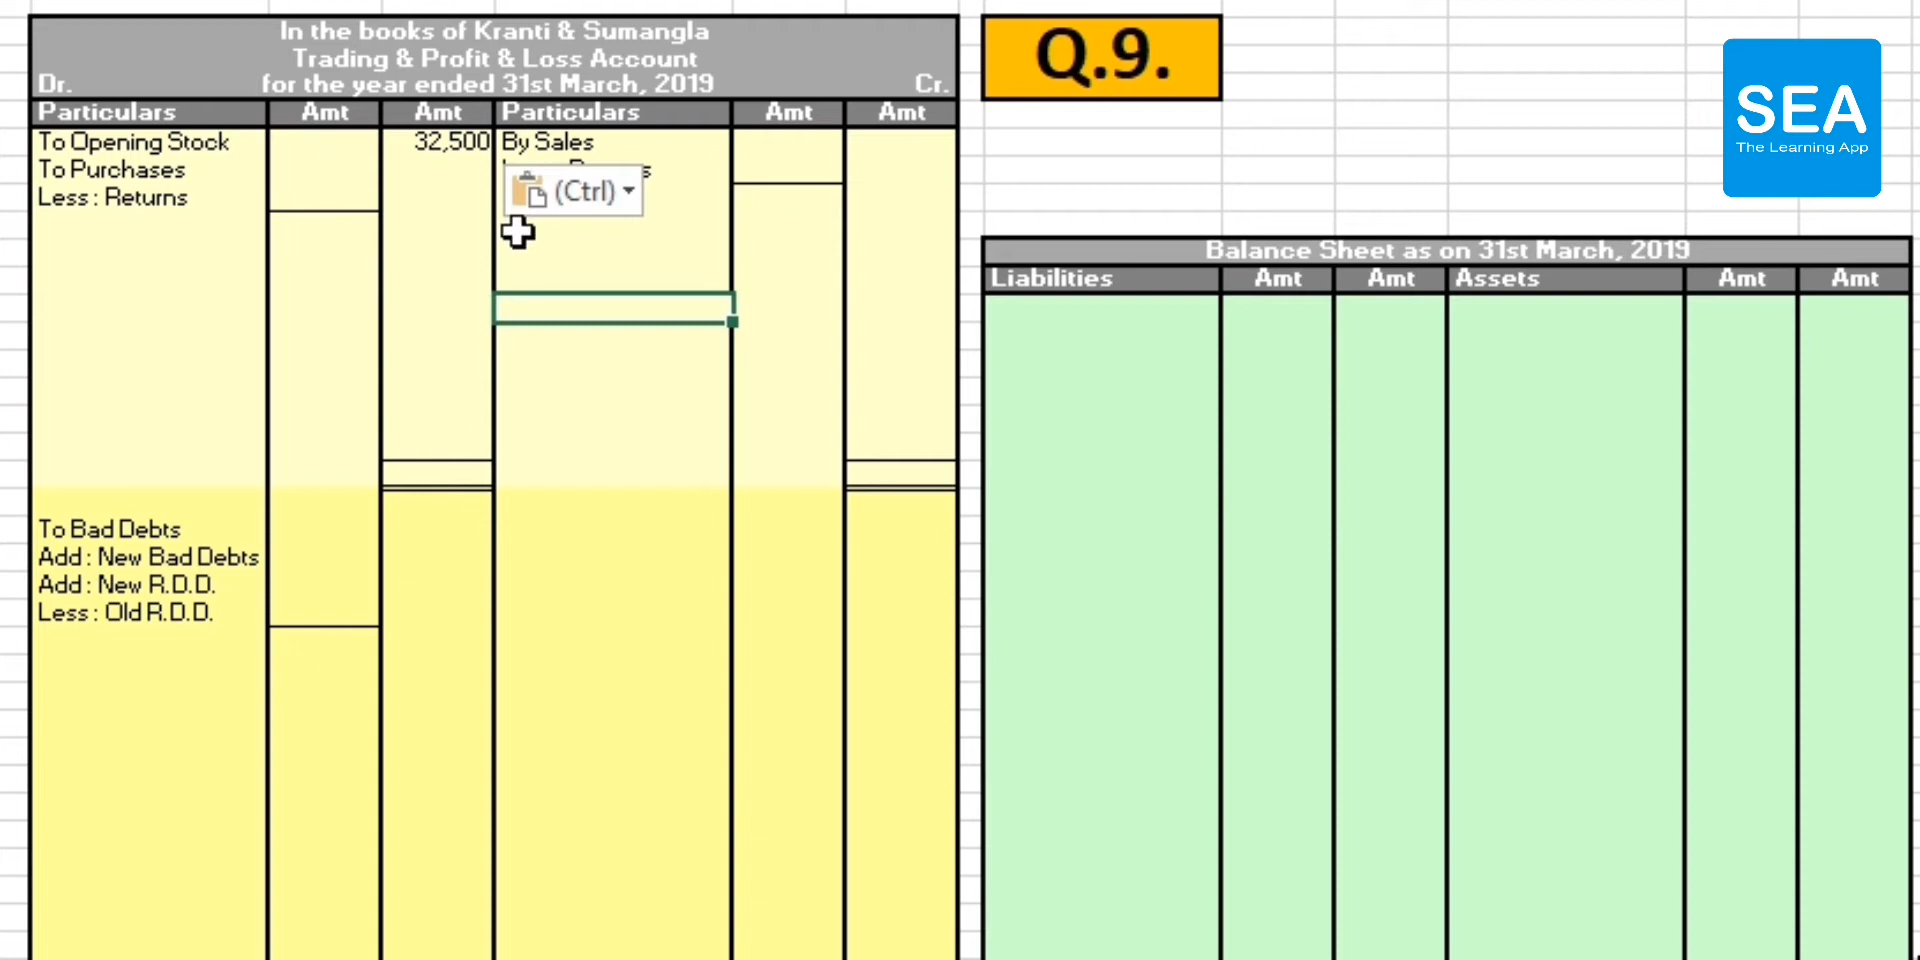 In the books of Kranti & Sumangla
Trading & Profit & Loss Account
Dr. for the year ended 31st March, 2019 Cr.
Particulars Amt Amt Particulars Amt Amt
To Opening Stock 32,500 By Sales
To Purchases
Less : Returns
(Ctrl)
To Bad Debts
Add : New Bad Debts
Add : New R.D.D.
Less : Old R.D.D.
Q.9.
SEA
The Learning App
Balance Sheet as on 31st March, 2019
Liabilities Amt Amt Assets Amt Amt